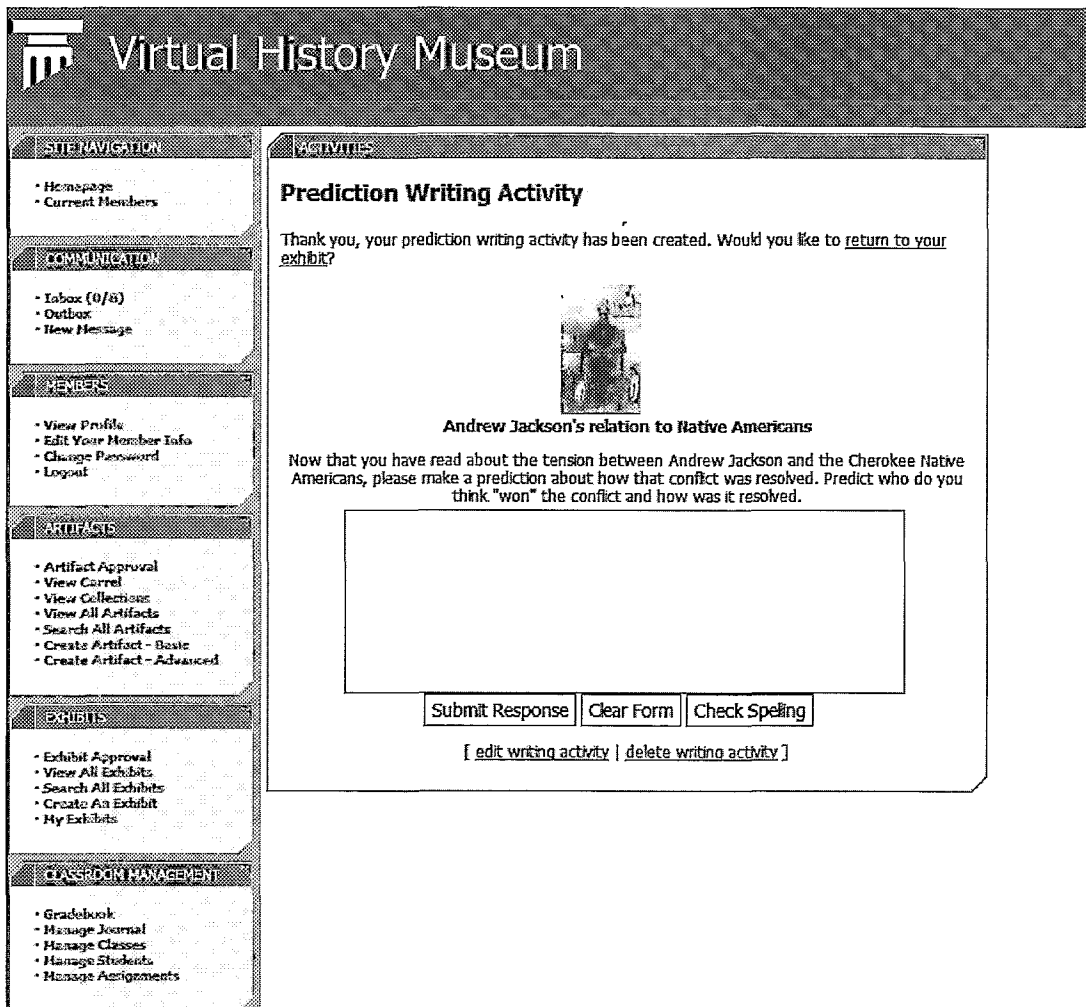 Virtual History Museum
SITE NAVIGATION
• Homepage
• Current Members
COMMUNICATION
• Inbox (0/8)
• Outbox
• New Message
MEMBERS
• View Profile
• Edit Your Member Info
• Change Password
• Logout
ARTIFACTS
• Artifact Approval
• View Carrel
• View Collections
• View All Artifacts
• Search All Artifacts
• Create Artifact - Basic
• Create Artifact - Advanced
EXHIBITS
• Exhibit Approval
• View All Exhibits
• Search All Exhibits
• Create An Exhibit
• My Exhibits
CLASSROOM MANAGEMENT
• Gradebook
• Manage Journal
• Manage Classes
• Manage Students
• Manage Assignments
ACTIVITIES
Prediction Writing Activity
Thank you, your prediction writing activity has been created. Would you like to return to your
exhibit?
Andrew Jackson's relation to Native Americans
Now that you have read about the tension between Andrew Jackson and the Cherokee Native
Americans, please make a prediction about how that conflict was resolved. Predict who do you
think "won" the conflict and how was it resolved.
Submit Response Clear Form Check Spelling
[ edit writing activity | delete writing activity ]